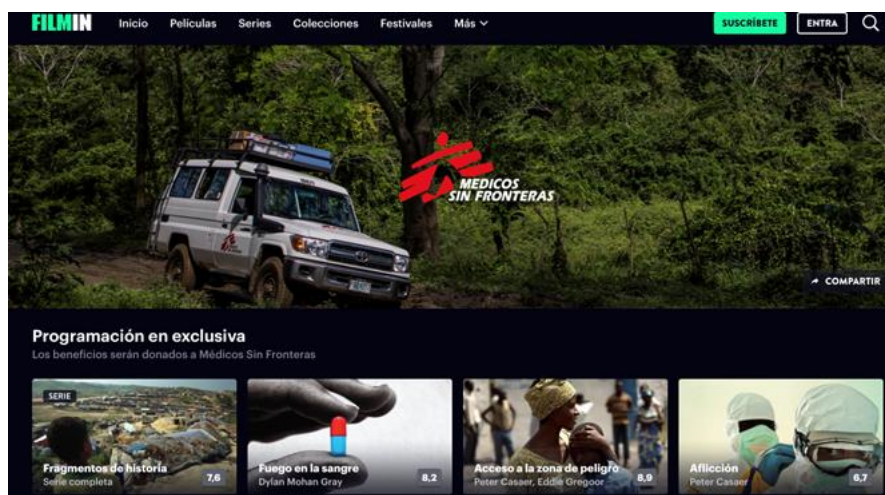 FILMIN Inicio Películas Series Colecciones Festivales Más SUSCRÍBETE ENTRA
MEDICOS
SIN FRONTERAS
COMPARTIR
Programación en exclusiva
Los beneficios serán donados a Médicos Sin Fronteras
SERIE
Fragmentos de historia
Serie completa
7,6
Fuego en la sangre
Dylan Mohan Gray
8,2
Acceso a la zona de peligro
Peter Casaer, Eddie Gregoor
8,9
Aflicción
Peter Casaer
6,7